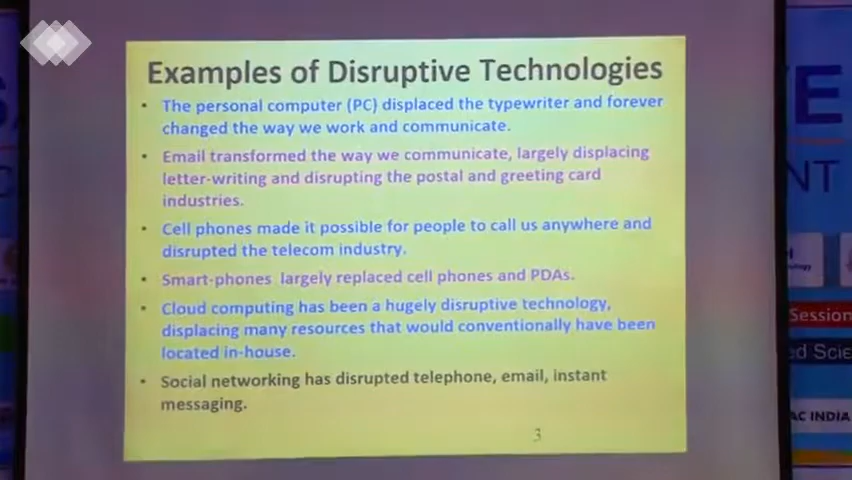 Examples of Disruptive Technologies
• The personal computer (PC) displaced the typewriter and forever
changed the way we work and communicate.
• Email transformed the way we communicate, largely displacing
letter-writing and disrupting the postal and greeting card
industries.
• Cell phones made it possible for people to call us anywhere and
disrupted the telecom industry.
• Smart-phones largely replaced cell phones and PDAs.
• Cloud computing has been a hugely disruptive technology,
displacing many resources that would conventionally have been
located in-house.
• Social networking has disrupted telephone, email, instant
messaging.
3
Session
AC INDIA